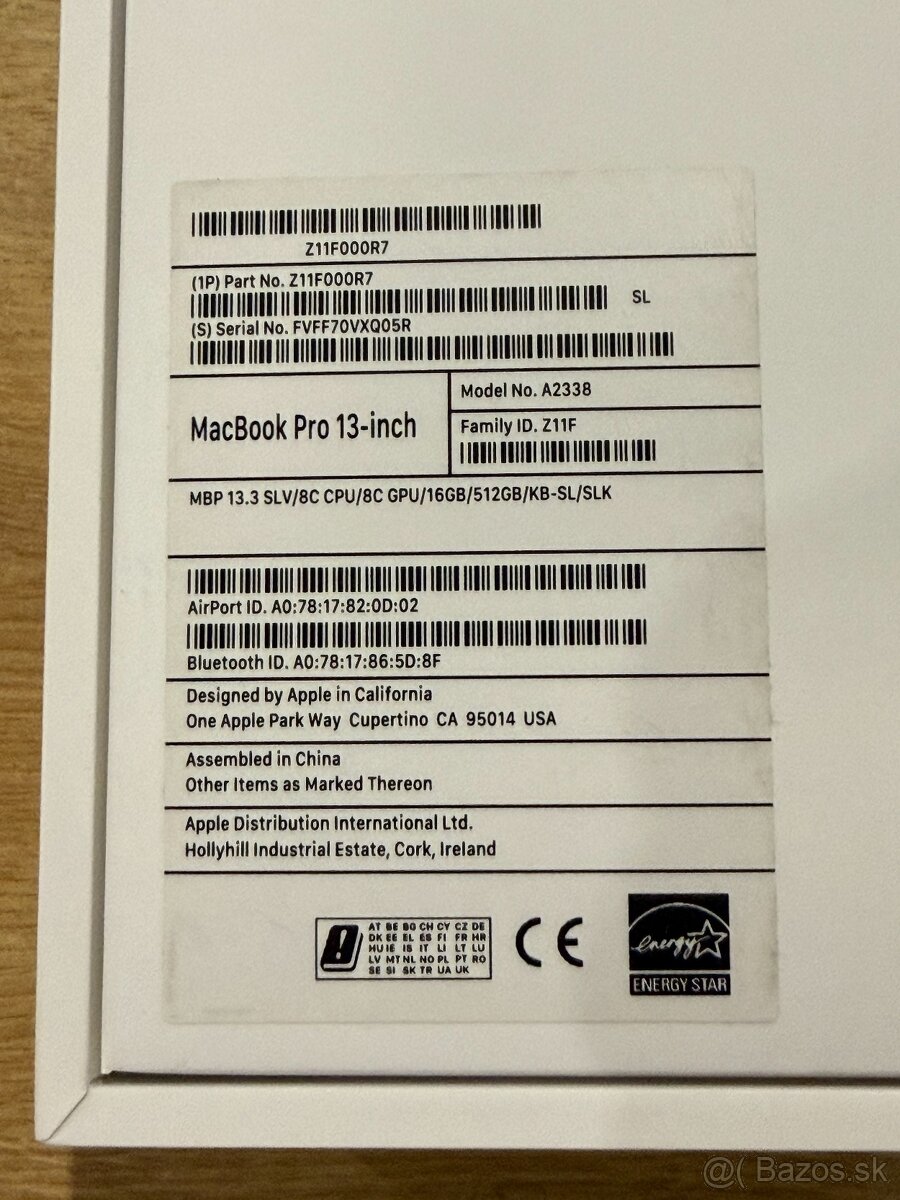 Z11F000R7
(1P) Part No. Z11F000R7
SL
(S) Serial No. FVFF70VXQ05R
MacBook Pro 13-inch
Model No. A2338
Family ID. Z11F
MBP 13.3 SLV/8C CPU/8C GPU/16GB/512GB/KB-SL/SLK
AirPort ID. A0:78:17:82:0D:02
Bluetooth ID. A0:78:17:86:5D:8F
Designed by Apple in California
One Apple Park Way Cupertino CA 95014 USA
Assembled in China
Other Items as Marked Thereon
Apple Distribution International Ltd.
Hollyhill Industrial Estate, Cork, Ireland
AT BE BG CH CY CZ DE
DK EE EL ES FI FR HR
HU IE IS IT LI LT LU
LV MT NL NO PL PT RO
SE SI SK TR UA UK
CE
energy
ENERGY STAR
@( Bazos.sk